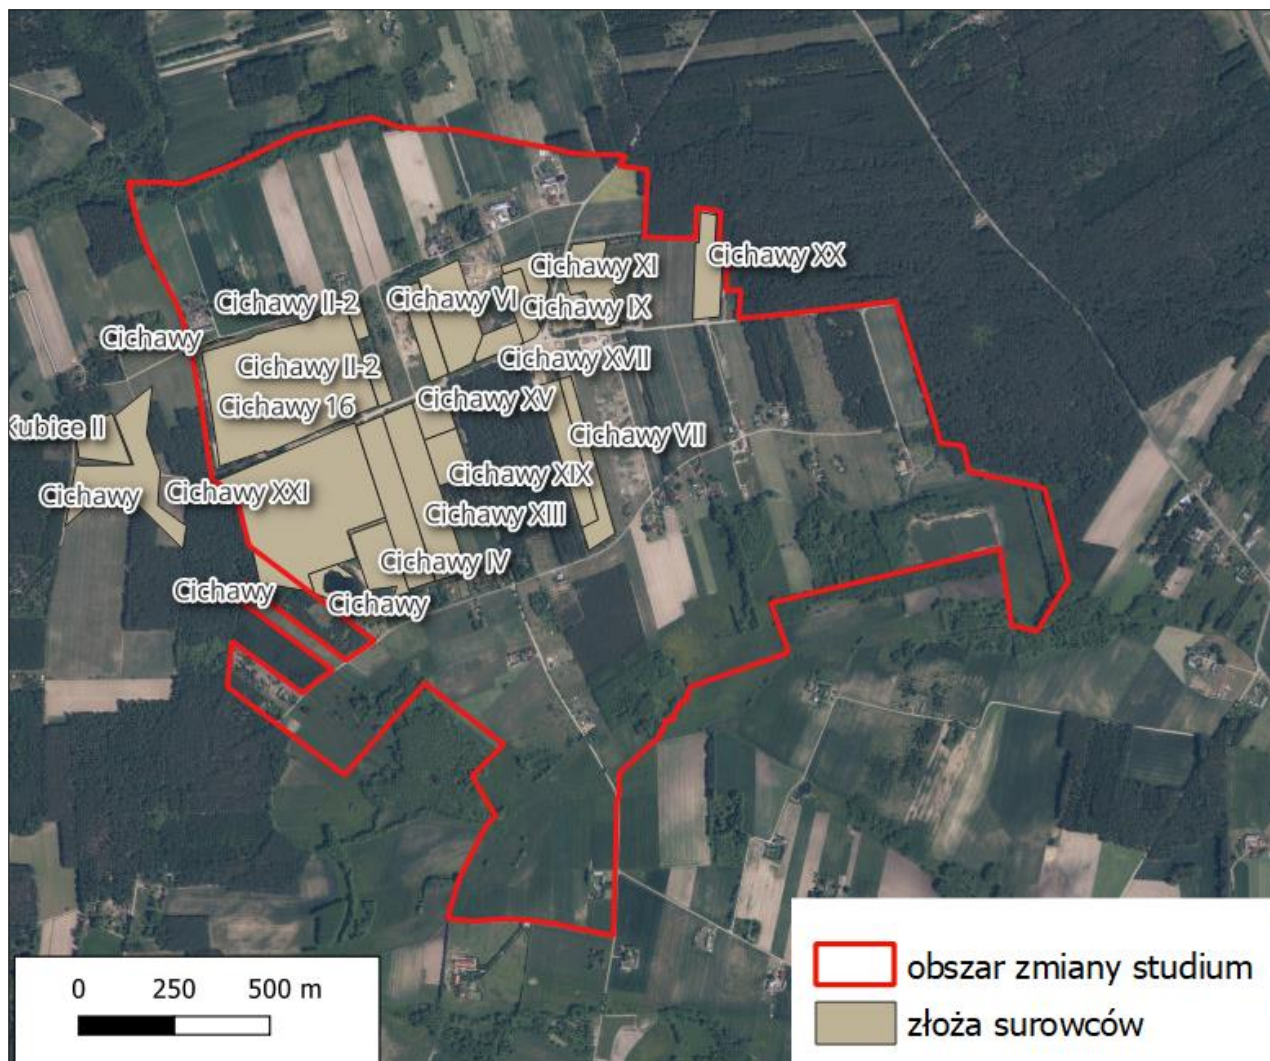 Cichawy XI
Cichawy XX
Cichawy II-2
Cichawy VI
Cichawy IX
Cichawy
Cichawy II-2
Cichawy XVII
Cichawy 16
Cichawy XV
Kubice II
Cichawy VII
Cichawy
Cichawy XXI
Cichawy XIX
Cichawy XIII
Cichawy IV
Cichawy
Cichawy
0 250 500 m
obszar zmiany studium
złoża surowców